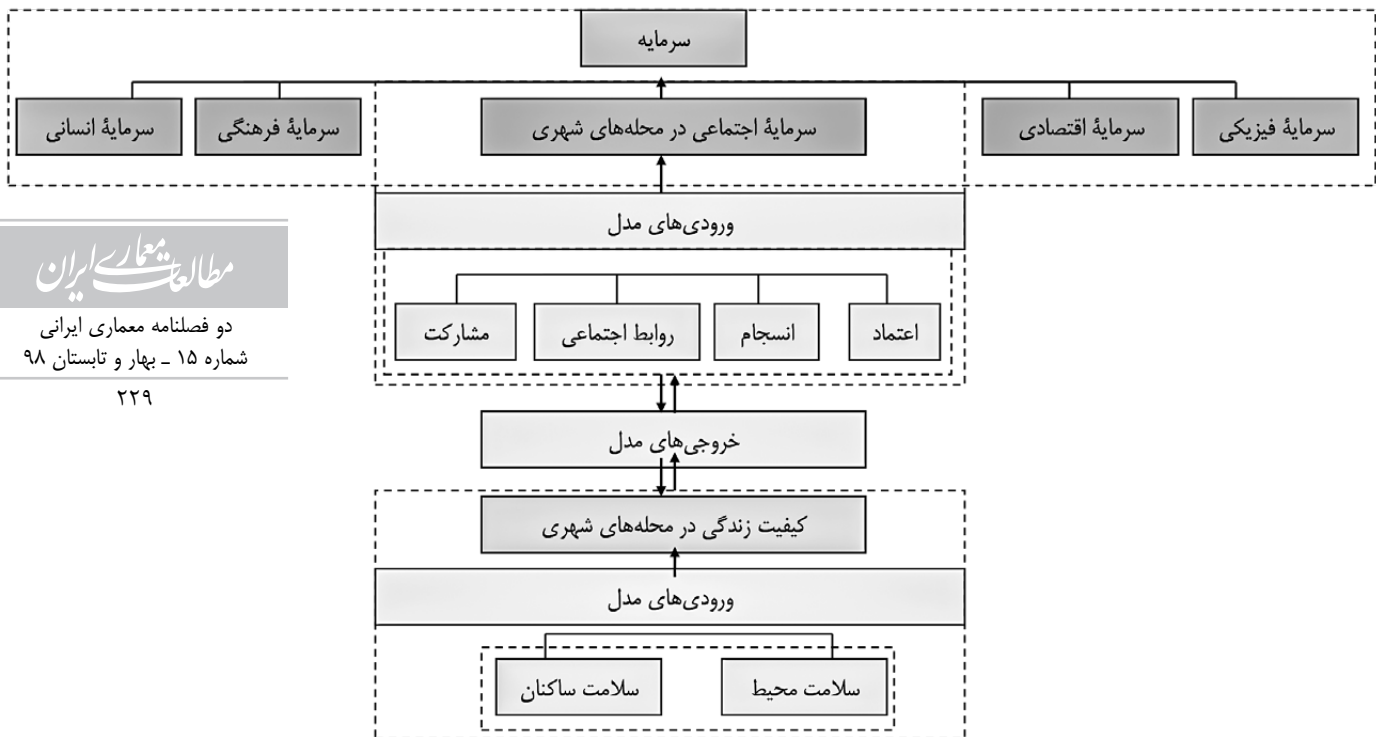 سرمایه
سرمایهٔ فیزیکی
سرمایهٔ اقتصادی
سرمایهٔ اجتماعی در محله‌های شهری
سرمایهٔ فرهنگی
سرمایهٔ انسانی
ورودی‌های مدل
اعتماد
انسجام
روابط اجتماعی
مشارکت
خروجی‌های مدل
کیفیت زندگی در محله‌های شهری
ورودی‌های مدل
سلامت محیط
سلامت ساکنان
مطالعات معماری ایران
دو فصلنامه معماری ایرانی
شماره ۱۵ ـ بهار و تابستان ۹۸
۲۲۹